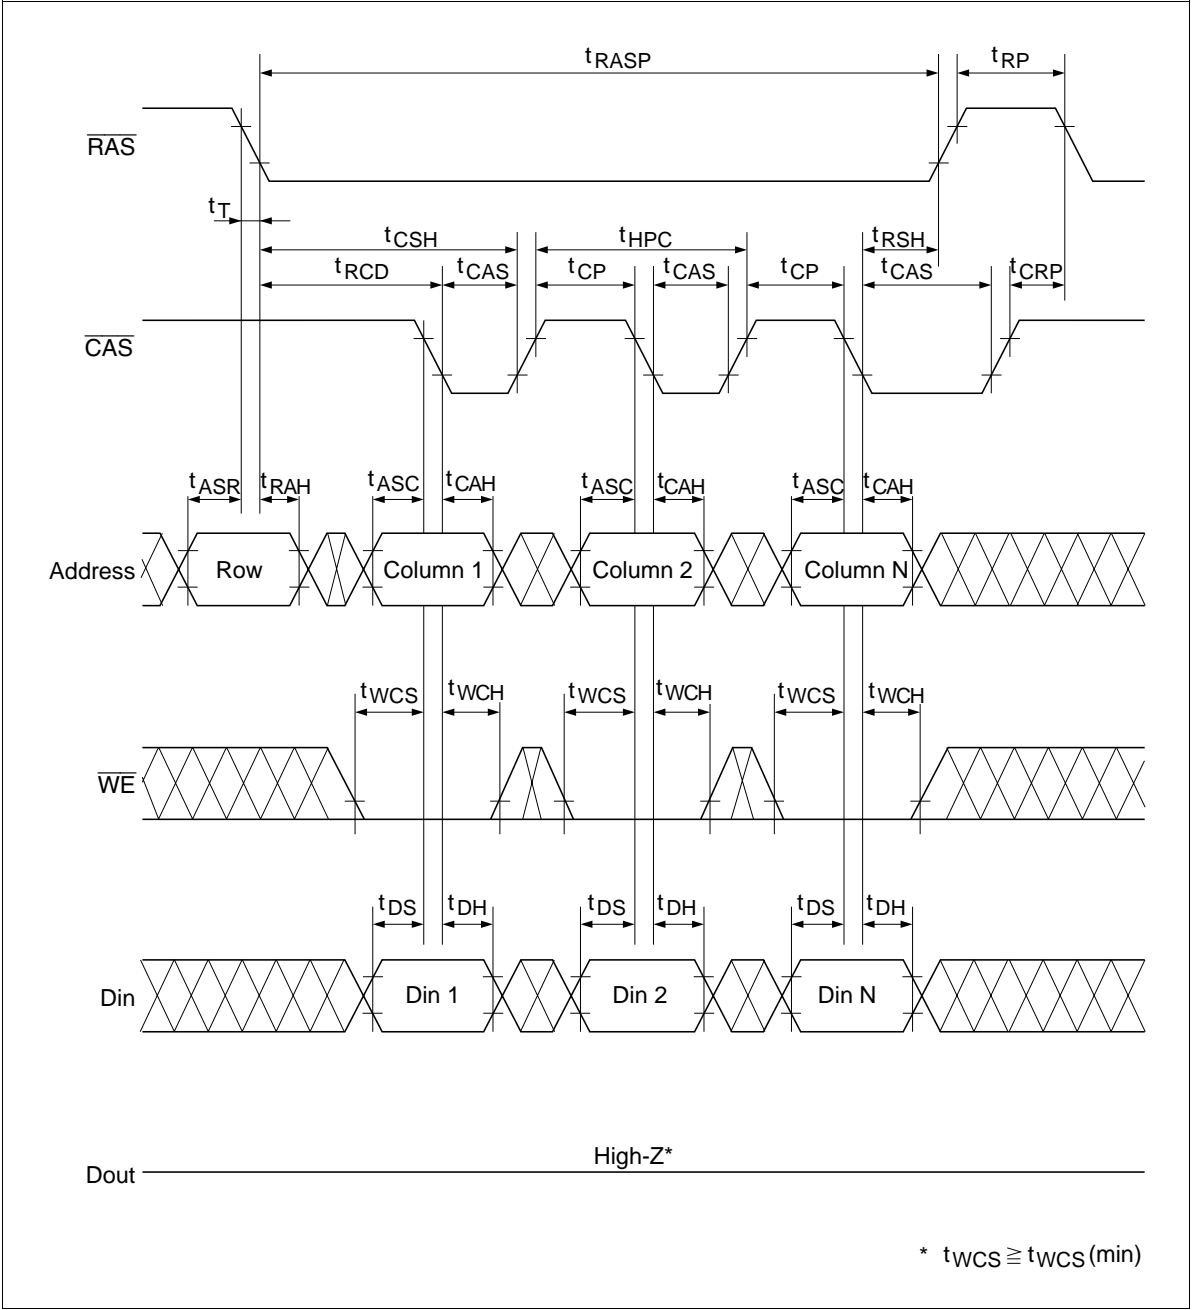 tRASP tRP
RAS
tT
tCSH tHPC tRSH
tRCD tCAS tCP tCAS tCP tCAS tCRP
CAS
tASR tRAH tASC tCAH tASC tCAH tASC tCAH
Address Row Column 1 Column 2 Column N
tWCS tWCH tWCS tWCH tWCS tWCH
WE
tDS tDH tDS tDH tDS tDH
Din Din 1 Din 2 Din N
High-Z*
Dout
* tWCS ≧ tWCS (min)